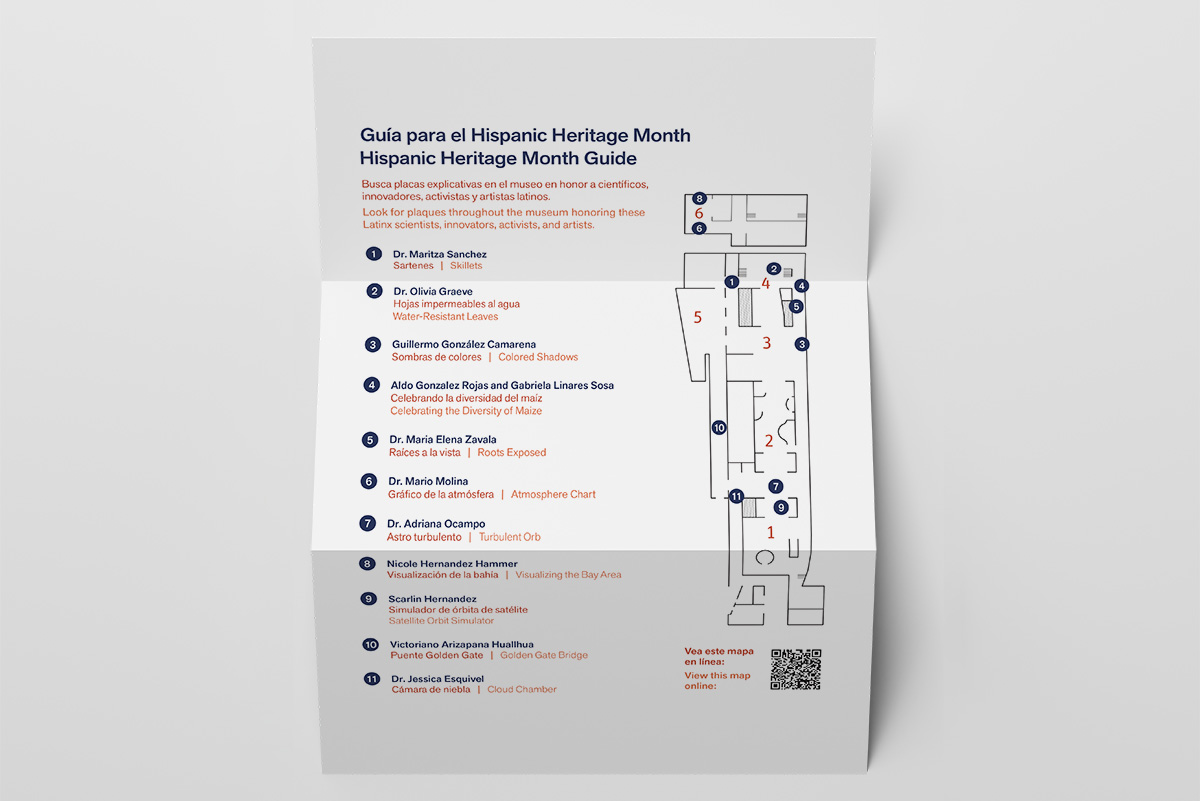 Guía para el Hispanic Heritage Month
Hispanic Heritage Month Guide
Busca placas explicativas en el museo en honor a científicos,
innovadores, activistas y artistas latinos.
Look for plaques throughout the museum honoring these
Latinx scientists, innovators, activists, and artists.
1 Dr. Maritza Sanchez
Sartenes | Skillets
2 Dr. Olivia Graeve
Hojas impermeables al agua
Water-Resistant Leaves
3 Guillermo González Camarena
Sombras de colores | Colored Shadows
4 Aldo Gonzalez Rojas and Gabriela Linares Sosa
Celebrando la diversidad del maíz
Celebrating the Diversity of Maize
5 Dr. Maria Elena Zavala
Raíces a la vista | Roots Exposed
6 Dr. Mario Molina
Gráfico de la atmósfera | Atmosphere Chart
7 Dr. Adriana Ocampo
Astro turbulento | Turbulent Orb
8 Nicole Hernandez Hammer
Visualización de la bahía | Visualizing the Bay Area
9 Scarlin Hernandez
Simulador de órbita de satélite
Satellite Orbit Simulator
10 Victoriano Arizapana Huallhua
Puente Golden Gate | Golden Gate Bridge
11 Dr. Jessica Esquivel
Cámara de niebla | Cloud Chamber
8
6
6
2
1
4
4
5
5
3
3
10
2
7
11
9
1
Vea este mapa
en línea:
View this map
online: